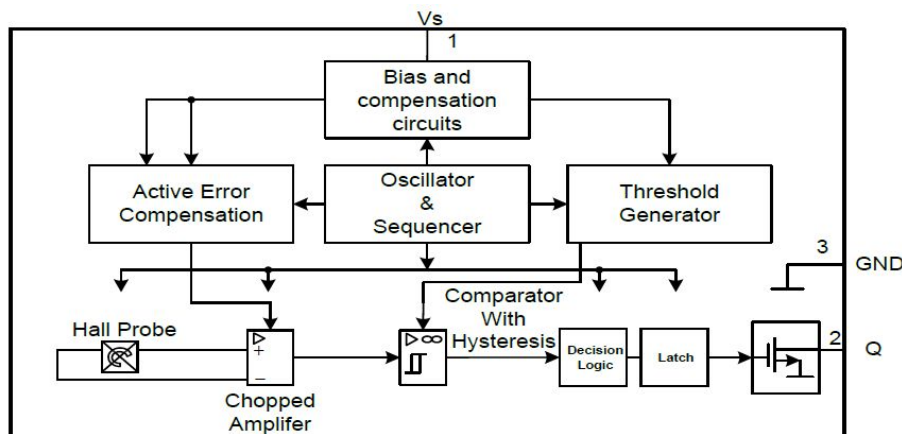 Vs
1
Bias and
compensation
circuits
Active Error
Compensation
Oscillator
&
Sequencer
Threshold
Generator
3
GND
Hall Probe
+
−
Chopped
Amplifer
Comparator
With
Hysteresis
▷∞
Decision
Logic
Latch
2
Q